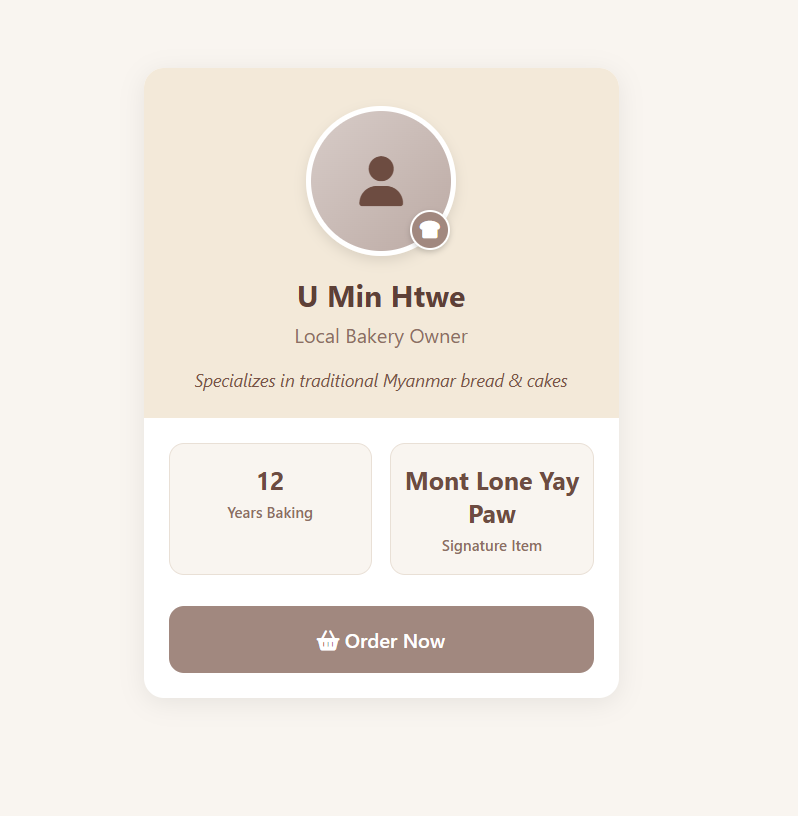 U Min Htwe
Local Bakery Owner
Specializes in traditional Myanmar bread & cakes
12
Years Baking
Mont Lone Yay
Paw
Signature Item
Order Now